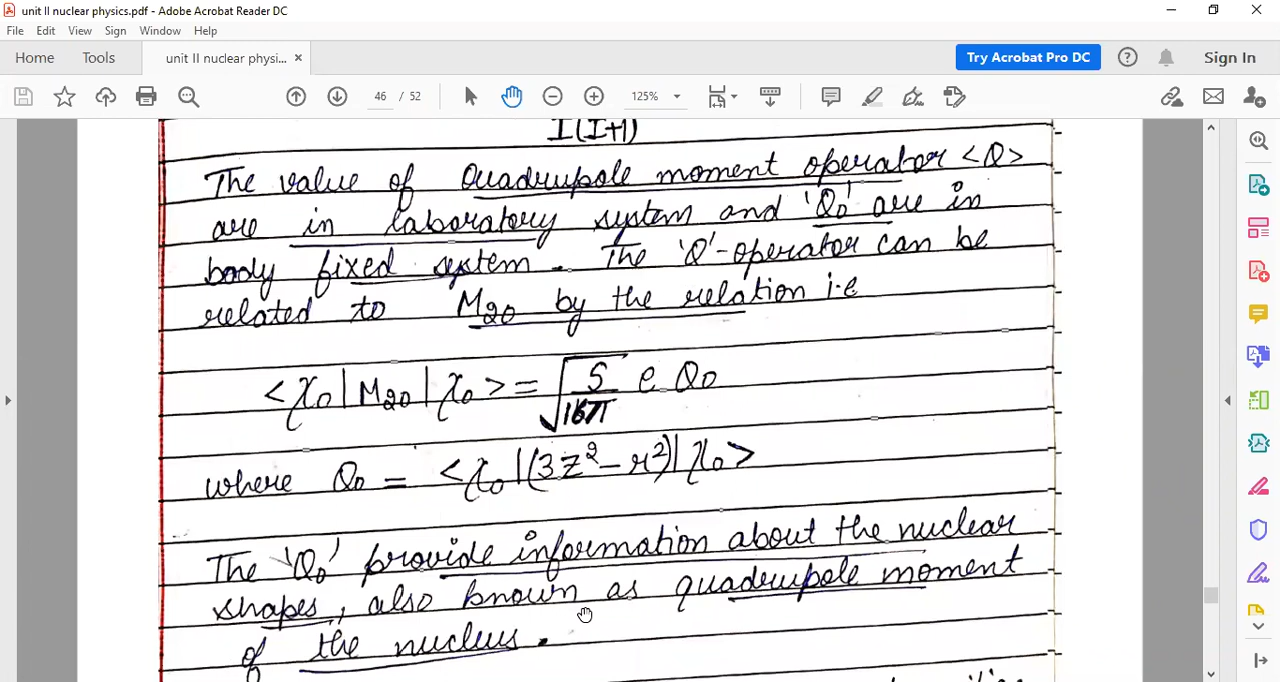 unit II nuclear physics.pdf - Adobe Acrobat Reader DC
File Edit View Sign Window Help
Home Tools unit II nuclear physi... × Try Acrobat Pro DC Sign In
46 / 52 125%
I(I+1)
The value of quadrupole moment operator <Q>
are in laboratory system and 'Q₀' are in
body fixed system. The 'Q'-operator can be
related to M₂₀ by the relation i.e
<χ₀|M₂₀|χ₀> = √(5/16π) e Q₀
where Q₀ = <χ₀|(3z²-r²)|χ₀>
The 'Q₀' provide information about the nuclear
shapes, also known as quadrupole moment
of the nucleus.